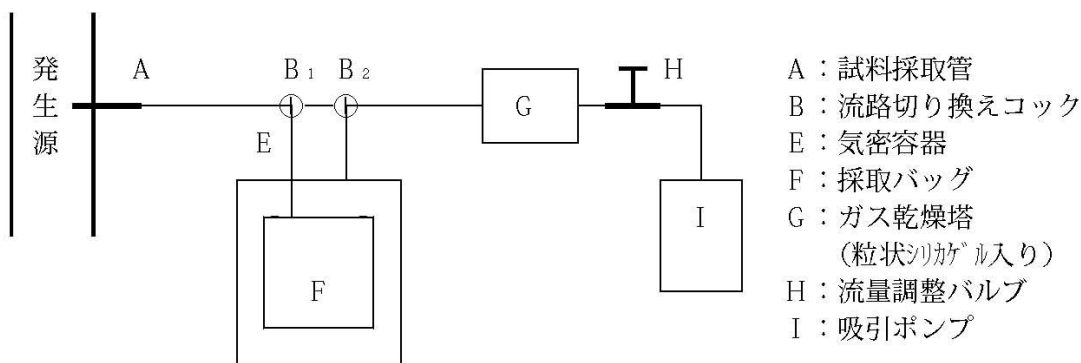 発
生
源
A
B₁
B₂
E
F
G
H
I
A：試料採取管
B：流路切り換えコック
E：気密容器
F：採取バッグ
G：ガス乾燥塔
（粒状シリカゲル入り）
H：流量調整バルブ
I：吸引ポンプ